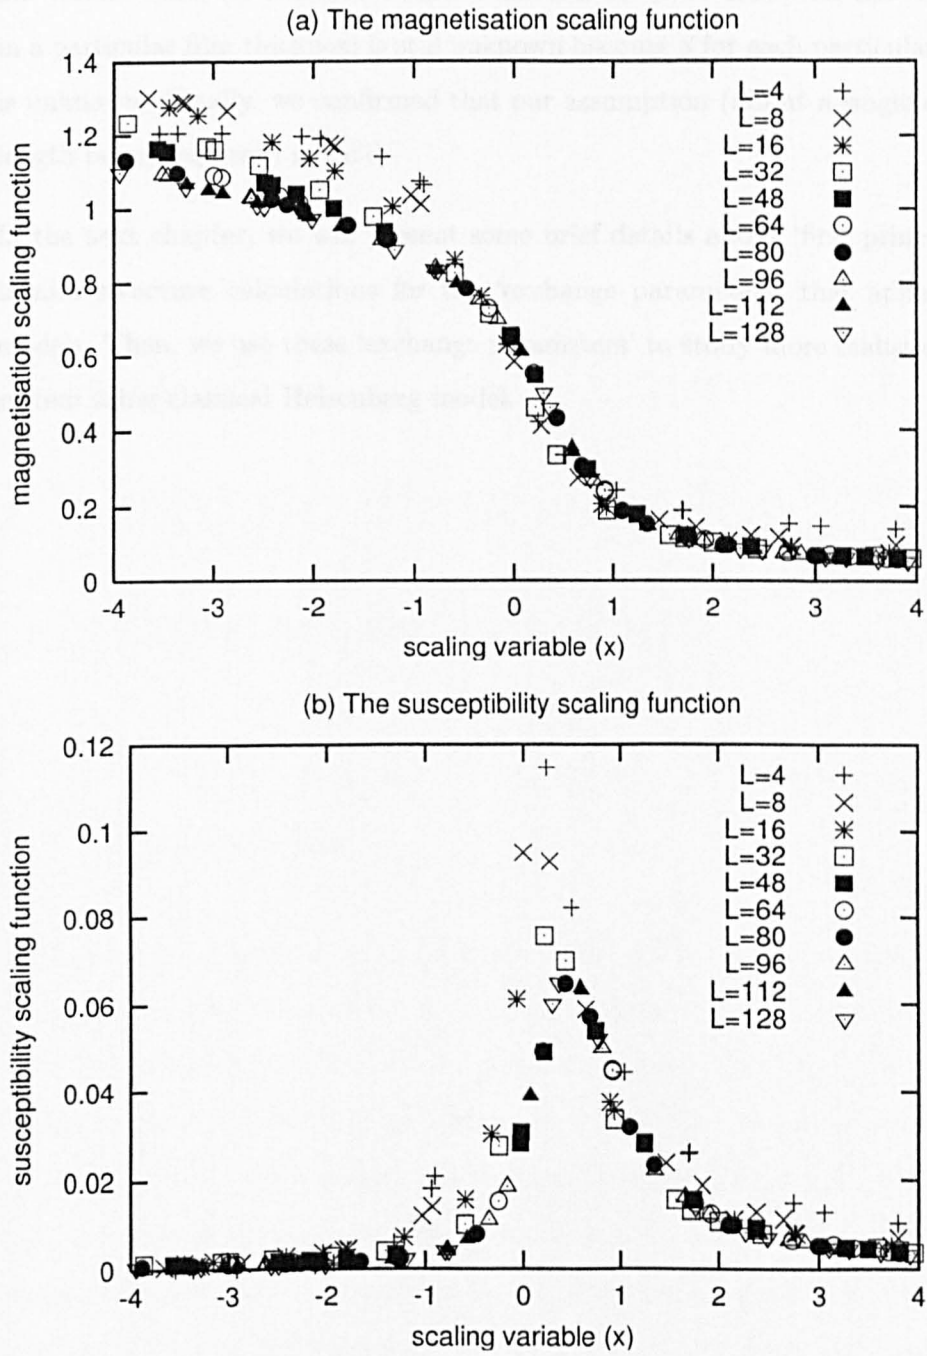 (a) The magnetisation scaling function
magnetisation scaling function
1.4
1.2
1
0.8
0.6
0.4
0.2
0
-4 -3 -2 -1 0 1 2 3 4
scaling variable (x)
L=4
L=8
L=16
L=32
L=48
L=64
L=80
L=96
L=112
L=128
(b) The susceptibility scaling function
susceptibility scaling function
0.12
0.1
0.08
0.06
0.04
0.02
0
-4 -3 -2 -1 0 1 2 3 4
scaling variable (x)
L=4
L=8
L=16
L=32
L=48
L=64
L=80
L=96
L=112
L=128